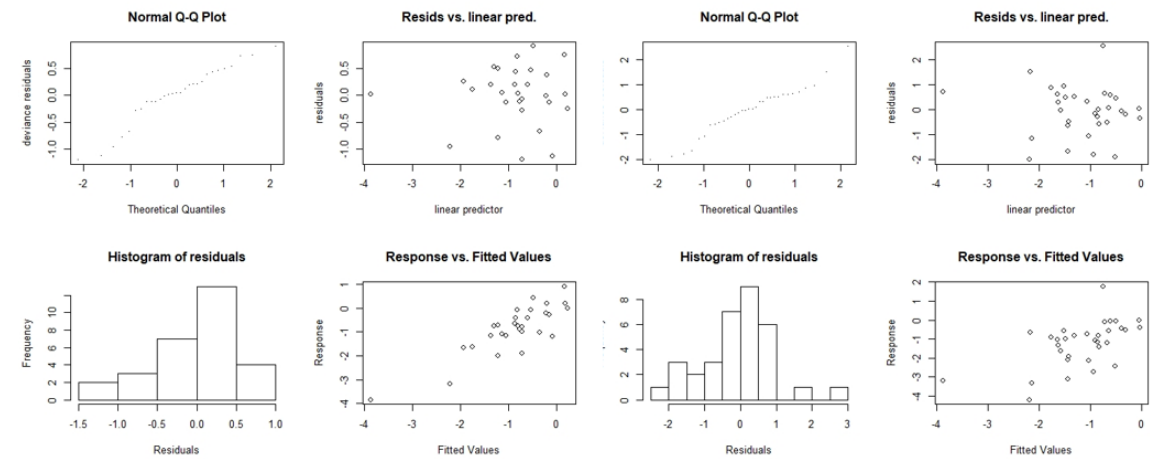 Normal Q-Q Plot
deviance residuals
0.5
0.0
-0.5
-1.0
-2 -1 0 1 2
Theoretical Quantiles
Resids vs. linear pred.
residuals
0.5
0.0
-0.5
-1.0
-4 -3 -2 -1 0
linear predictor
Normal Q-Q Plot
2
1
0
-1
-2
-2 -1 0 1 2
Theoretical Quantiles
Resids vs. linear pred.
residuals
2
1
0
-1
-2
-4 -3 -2 -1 0
linear predictor
Histogram of residuals
Frequency
10
8
6
4
2
0
-1.5 -1.0 -0.5 0.0 0.5 1.0
Residuals
Response vs. Fitted Values
Response
1
0
-1
-2
-3
-4
-4 -3 -2 -1 0
Fitted Values
Histogram of residuals
8
6
4
2
0
-2 -1 0 1 2 3
Residuals
Response vs. Fitted Values
Response
2
1
0
-1
-2
-3
-4
-4 -3 -2 -1 0
Fitted Values